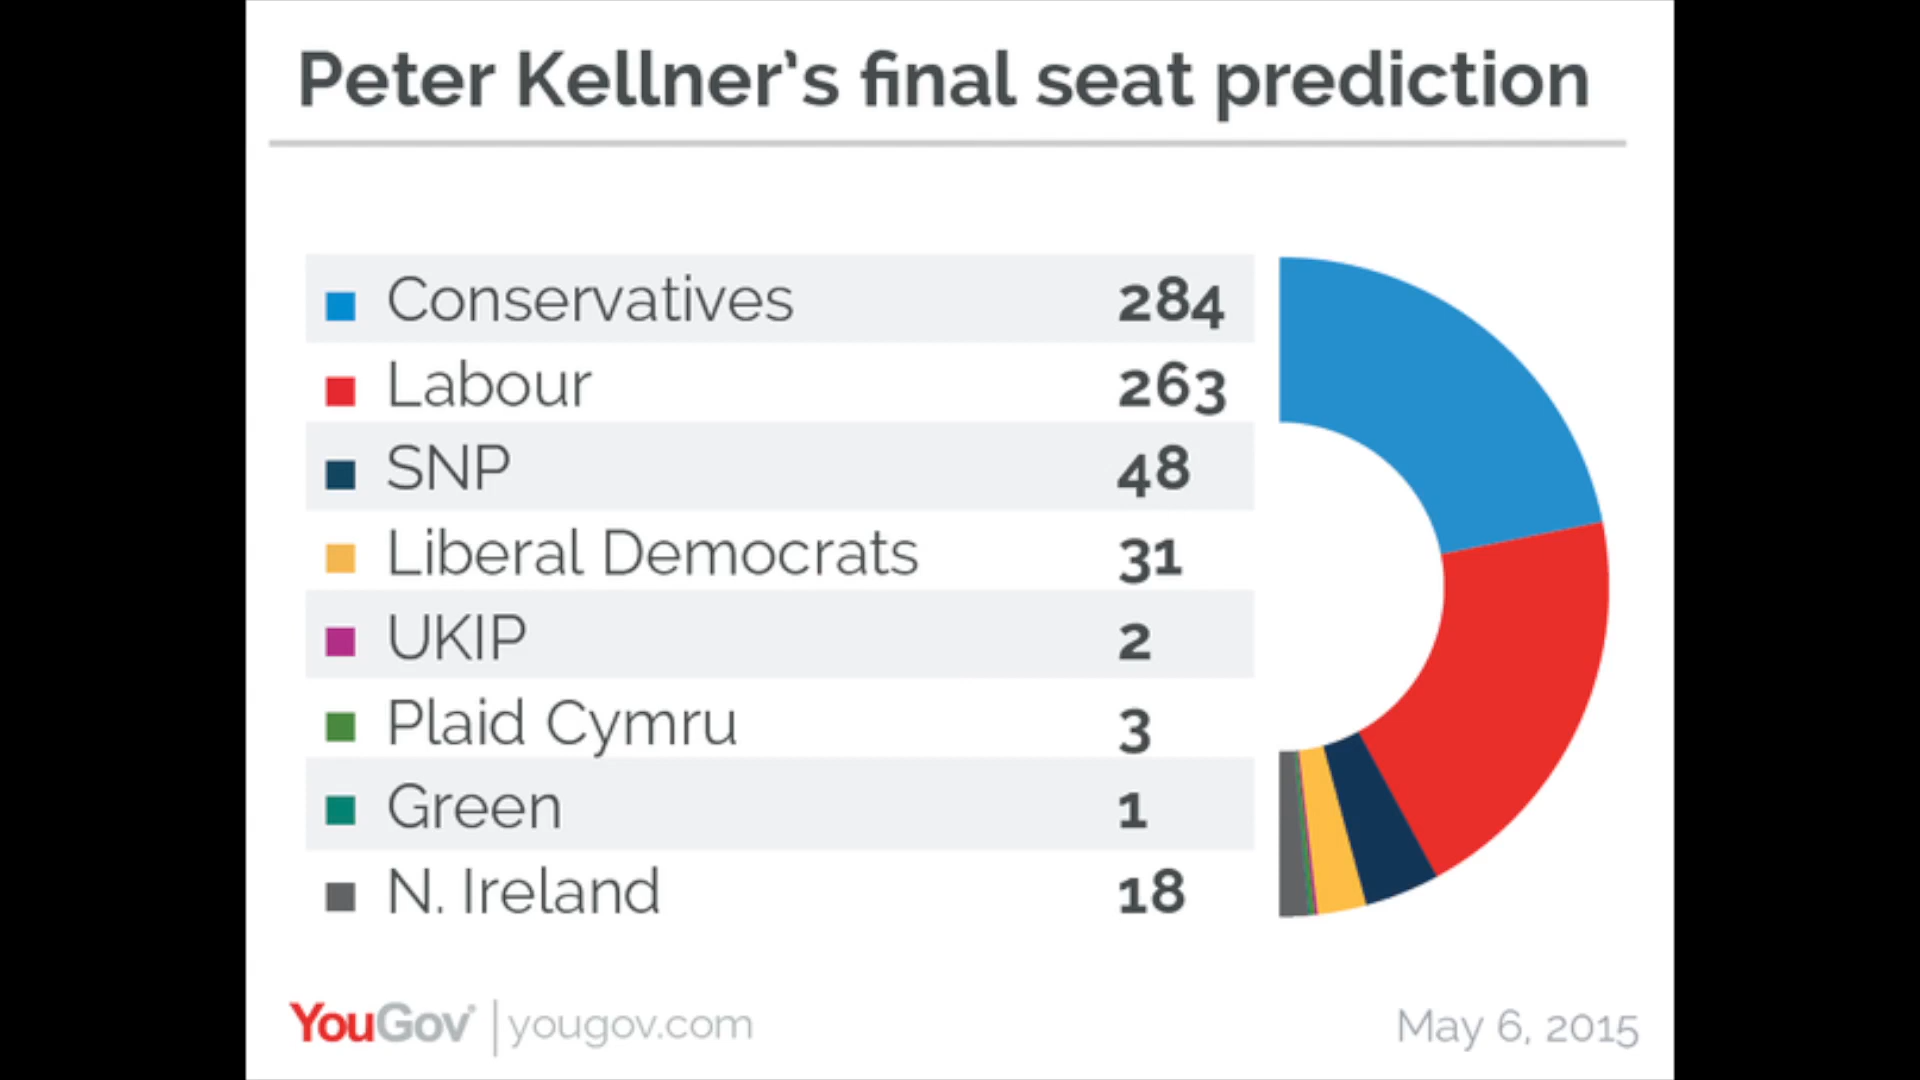 Peter Kellner's final seat prediction
Conservatives 284
Labour 263
SNP 48
Liberal Democrats 31
UKIP 2
Plaid Cymru 3
Green 1
N. Ireland 18
YouGov | yougov.com May 6, 2015